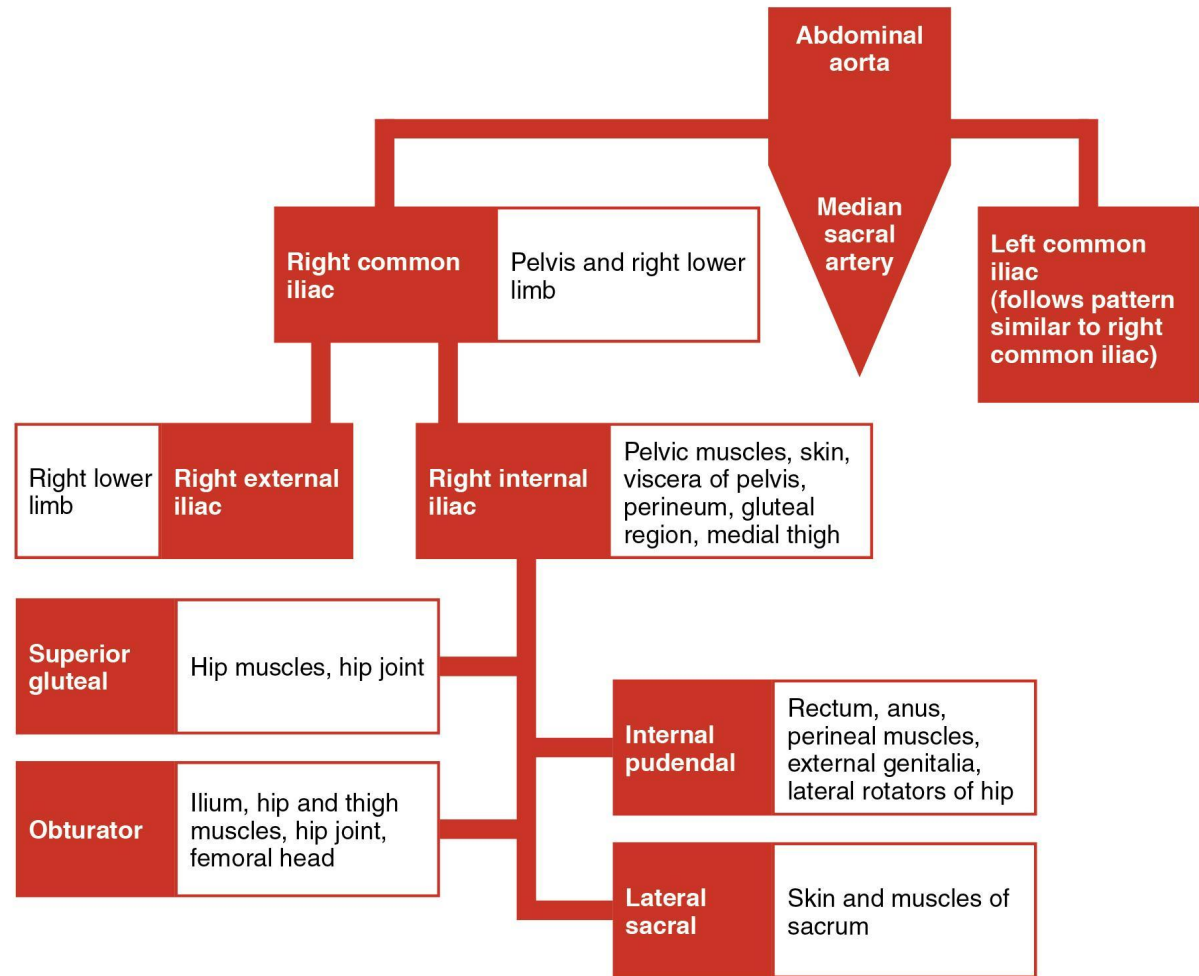 Abdominal
aorta
Median
sacral
artery
Right common
iliac
Pelvis and right lower
limb
Left common
iliac
(follows pattern
similar to right
common iliac)
Right lower
limb
Right external
iliac
Right internal
iliac
Pelvic muscles, skin,
viscera of pelvis,
perineum, gluteal
region, medial thigh
Superior
gluteal
Hip muscles, hip joint
Internal
pudendal
Rectum, anus,
perineal muscles,
external genitalia,
lateral rotators of hip
Obturator
Ilium, hip and thigh
muscles, hip joint,
femoral head
Lateral
sacral
Skin and muscles of
sacrum